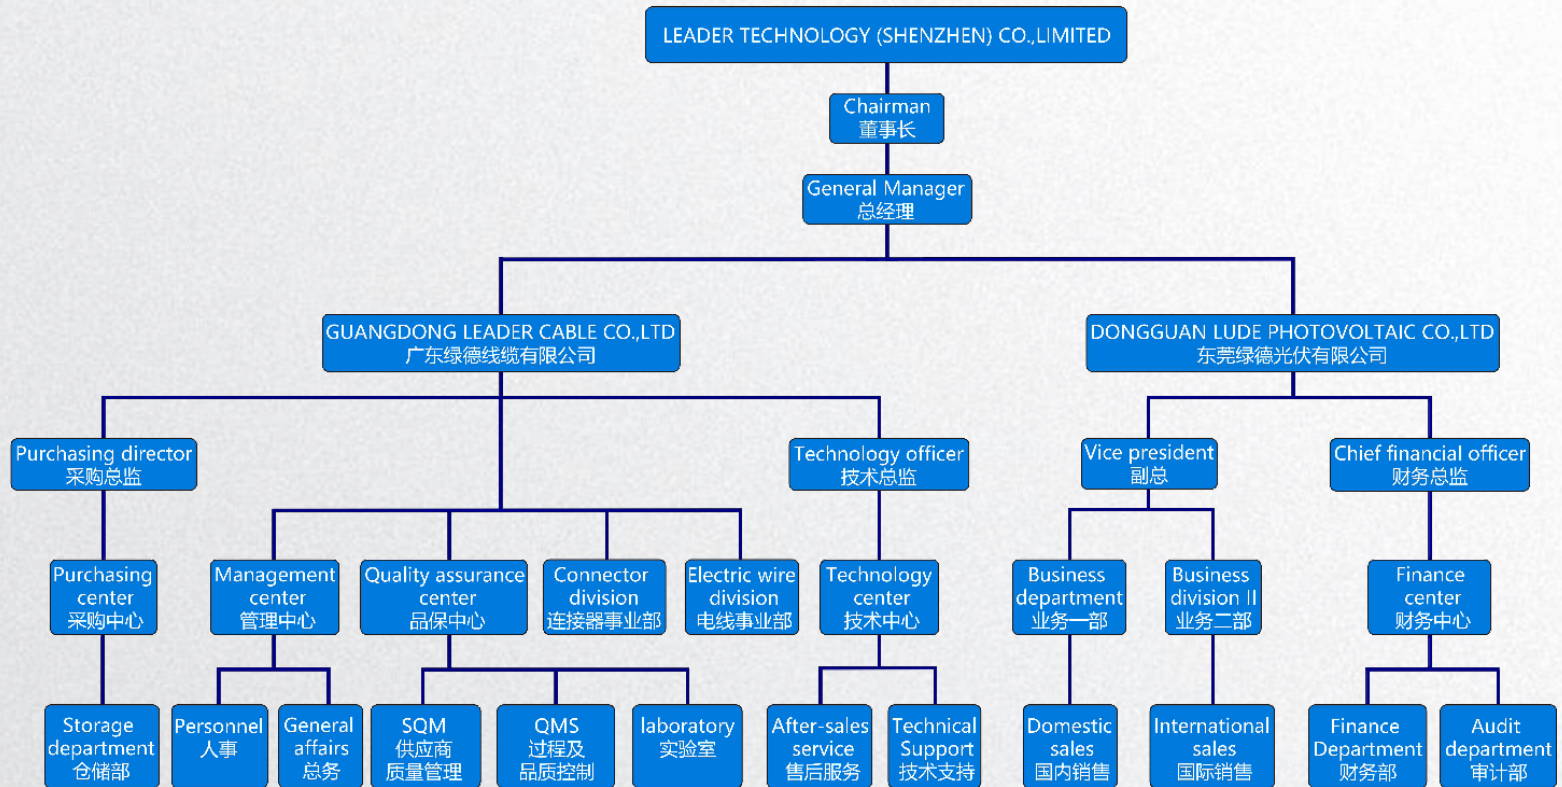 LEADER TECHNOLOGY (SHENZHEN) CO.,LIMITED
Chairman
董事长
General Manager
总经理
GUANGDONG LEADER CABLE CO.,LTD
广东绿德线缆有限公司
DONGGUAN LUDE PHOTOVOLTAIC CO.,LTD
东莞绿德光伏有限公司
Purchasing director
采购总监
Technology officer
技术总监
Vice president
副总
Chief financial officer
财务总监
Purchasing
center
采购中心
Management
center
管理中心
Quality assurance
center
品保中心
Connector
division
连接器事业部
Electric wire
division
电线事业部
Technology
center
技术中心
Business
department
业务一部
Business
division II
业务二部
Finance
center
财务中心
Storage
department
仓储部
Personnel
人事
General
affairs
总务
SQM
供应商
质量管理
QMS
过程及
品质控制
laboratory
实验室
After-sales
service
售后服务
Technical
Support
技术支持
Domestic
sales
国内销售
International
sales
国际销售
Finance
Department
财务部
Audit
department
审计部